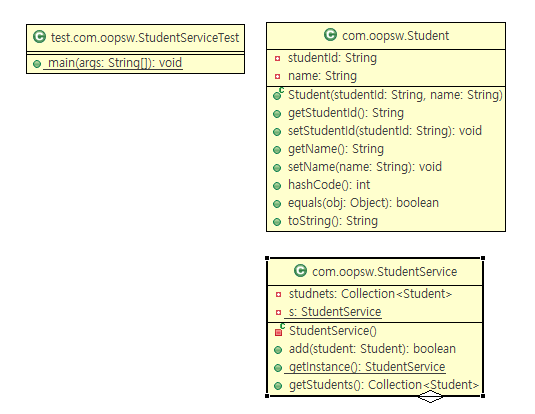 test.com.oopsw.StudentServiceTest
main(args: String[]): void
com.oopsw.Student
studentId: String
name: String
Student(studentId: String, name: String)
getStudentId(): String
setStudentId(studentId: String): void
getName(): String
setName(name: String): void
hashCode(): int
equals(obj: Object): boolean
toString(): String
com.oopsw.StudentService
studnets: Collection<Student>
s: StudentService
StudentService()
add(student: Student): boolean
getInstance(): StudentService
getStudents(): Collection<Student>